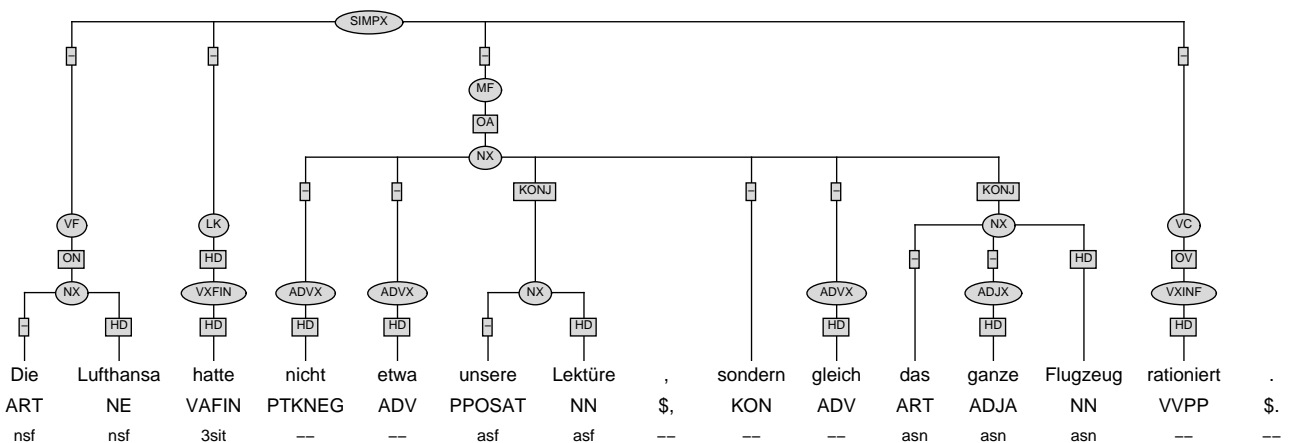 SIMPX
– – – –
MF
OA
NX
– – KONJ – – KONJ
VF LK NX VC
ON HD – – HD OV
NX VXFIN ADVX ADVX NX ADVX ADJX VXINF
– HD HD HD HD – HD HD HD HD
Die Lufthansa hatte nicht etwa unsere Lektüre , sondern gleich das ganze Flugzeug rationiert .
ART NE VAFIN PTKNEG ADV PPOSAT NN $, KON ADV ART ADJA NN VVPP $.
nsf nsf 3sit –– –– asf asf –– –– –– asn asn asn –– ––